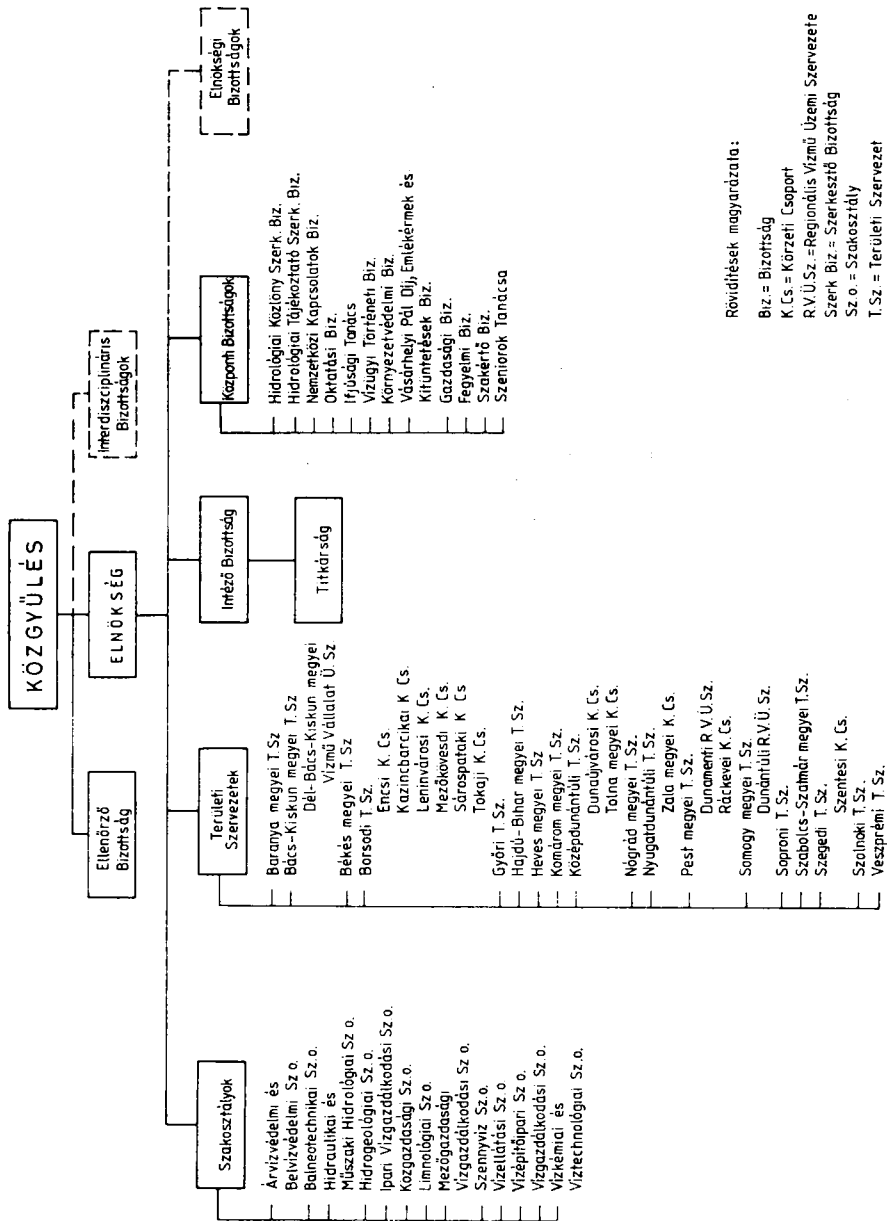 KÖZGYŰLÉS
Ellenőrző
Bizottság
ELNÖKSÉG
Interdiszciplináris
Bizottságok
Elnökségi
Bizottságok
Szakosztályok
Árvízvédelmi és
Belvízvédelmi Sz.o.
Balneotechnikai Sz.o.
Hidraulikai és
Műszaki Hidrológiai Sz.o.
Hidrogeológiai Sz.o.
Ipari Vízgazdálkodási Sz.o.
Közgazdasági Sz.o.
Limnológiai Sz.o.
Mezőgazdasági
Vízgazdálkodási Sz.o.
Szennyvíz Sz.o.
Vízellátási Sz.o.
Vízépítőipari Sz.o.
Vízgazdálkodási Sz.o.
Vízkémiai és
Víztechnológiai Sz.o.
Területi
Szervezetek
Baranya megyei T.Sz
Bács-Kiskun megyei T.Sz
Dél-Bács-Kiskun megyei
Vízmű Vállalat Ü.Sz.
Békés megyei T.Sz
Borsodi T.Sz.
Encsi K.Cs.
Kazincbarcikai K Cs.
Leninvárosi K.Cs.
Mezőkövesdi K.Cs.
Sárospataki K Cs
Tokaji K.Cs.
Győri T.Sz.
Hajdú-Bihar megyei T.Sz.
Heves megyei T.Sz
Komárom megyei T.Sz.
Középdunántúli T.Sz.
Dunaújvárosi K.Cs.
Tolna megyei K.Cs.
Nógrád megyei T.Sz.
Nyugatdunántúli T.Sz.
Zala megyei K.Cs.
Pest megyei T.Sz.
Dunamenti R.V.Ü.Sz.
Ráckevei K.Cs.
Somogy megyei T.Sz.
Dunántúli R.V.Ü.Sz.
Soproni T.Sz.
Szabolcs-Szatmár megyei T.Sz.
Szegedi T.Sz.
Szentesi K.Cs.
Szolnoki T.Sz.
Veszprémi T.Sz.
Intéző Bizottság
Titkárság
Központi Bizottságok
Hidrológiai Közlöny Szerk. Biz.
Hidrológiai Tájékoztató Szerk. Biz.
Nemzetközi Kapcsolatok Biz.
Oktatási Biz.
Ifjúsági Tanács
Vízügyi Történeti Biz.
Környezetvédelmi Biz.
Vásárhelyi Pál Díj, Emlékérmek és
Kitüntetések Biz.
Gazdasági Biz.
Fegyelmi Biz.
Szakértő Biz.
Szeniorok Tanácsa
Rövidítések magyarázata:
Biz.= Bizottság
K.Cs.= Körzeti Csoport
R.V.Ü.Sz.=Regionális Vízmű Üzemi Szervezete
Szerk Biz.= Szerkesztő Bizottság
Sz.o.= Szakosztály
T.Sz.= Területi Szervezet